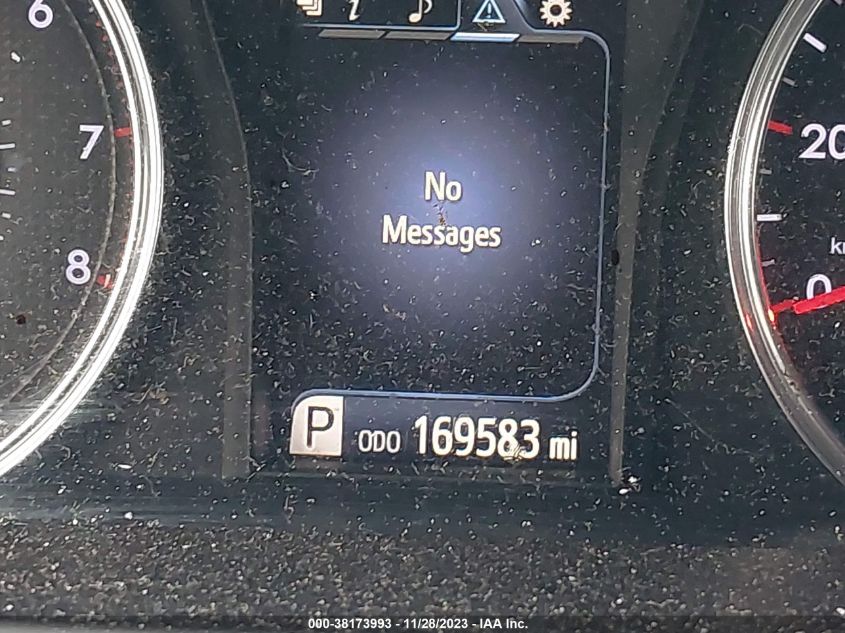 6
7
8
i
No
Messages
P ODO 169583 mi
20
0
000-38173993 - 11/28/2023 - IAA Inc.